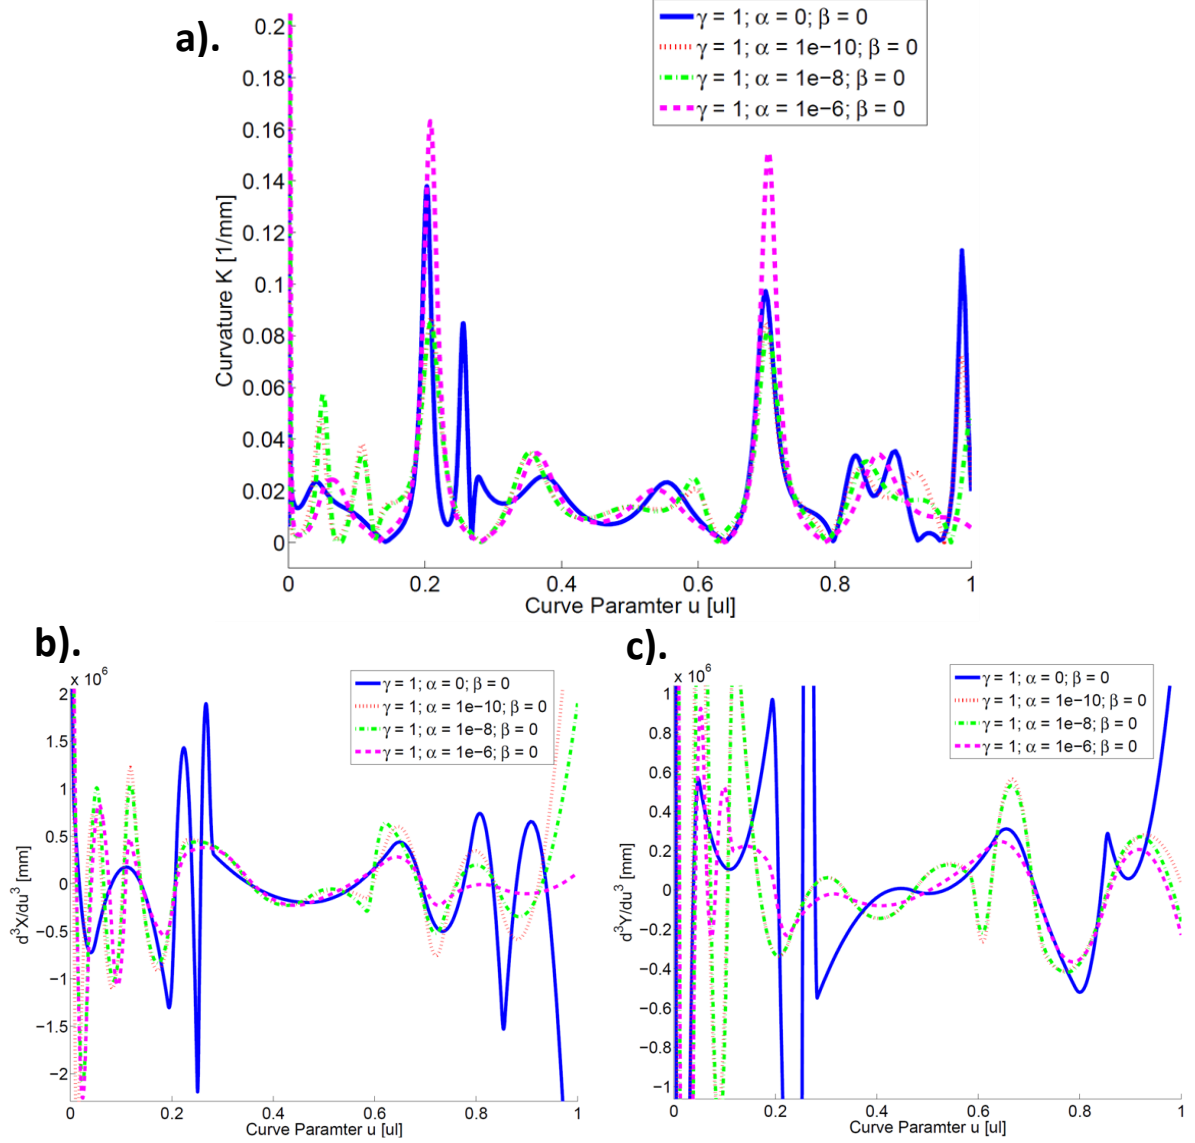 a).
γ = 1; α = 0; β = 0
γ = 1; α = 1e−10; β = 0
γ = 1; α = 1e−8; β = 0
γ = 1; α = 1e−6; β = 0
Curvature K [1/mm]
0.2
0.18
0.16
0.14
0.12
0.1
0.08
0.06
0.04
0.02
0
0 0.2 0.4 0.6 0.8 1
Curve Paramter u [ul]
b).
x 10^6
γ = 1; α = 0; β = 0
γ = 1; α = 1e−10; β = 0
γ = 1; α = 1e−8; β = 0
γ = 1; α = 1e−6; β = 0
d³X/du³ [mm]
2
1.5
1
0.5
0
−0.5
−1
−1.5
−2
0 0.2 0.4 0.6 0.8 1
Curve Paramter u [ul]
c).
x 10^6
γ = 1; α = 0; β = 0
γ = 1; α = 1e−10; β = 0
γ = 1; α = 1e−8; β = 0
γ = 1; α = 1e−6; β = 0
d³Y/du³ [mm]
1
0.8
0.6
0.4
0.2
0
−0.2
−0.4
−0.6
−0.8
−1
0 0.2 0.4 0.6 0.8 1
Curve Paramter u [ul]